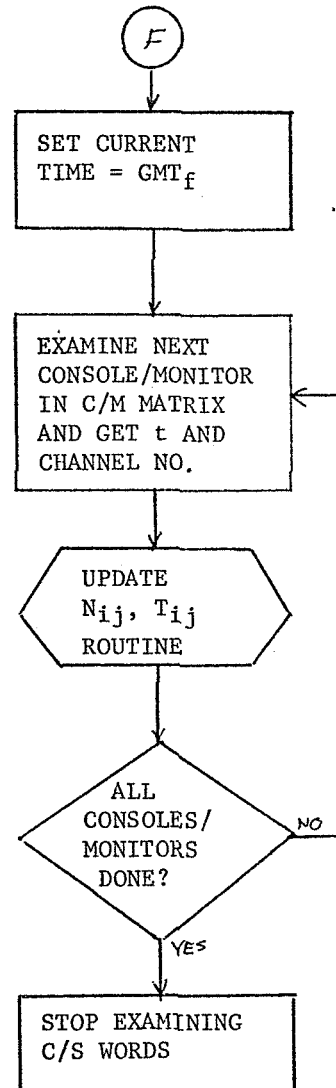 F
SET CURRENT
TIME = GMTf
EXAMINE NEXT
CONSOLE/MONITOR
IN C/M MATRIX
AND GET t AND
CHANNEL NO.
UPDATE
Nij, Tij
ROUTINE
ALL
CONSOLES/
MONITORS
DONE?
NO
YES
STOP EXAMINING
C/S WORDS